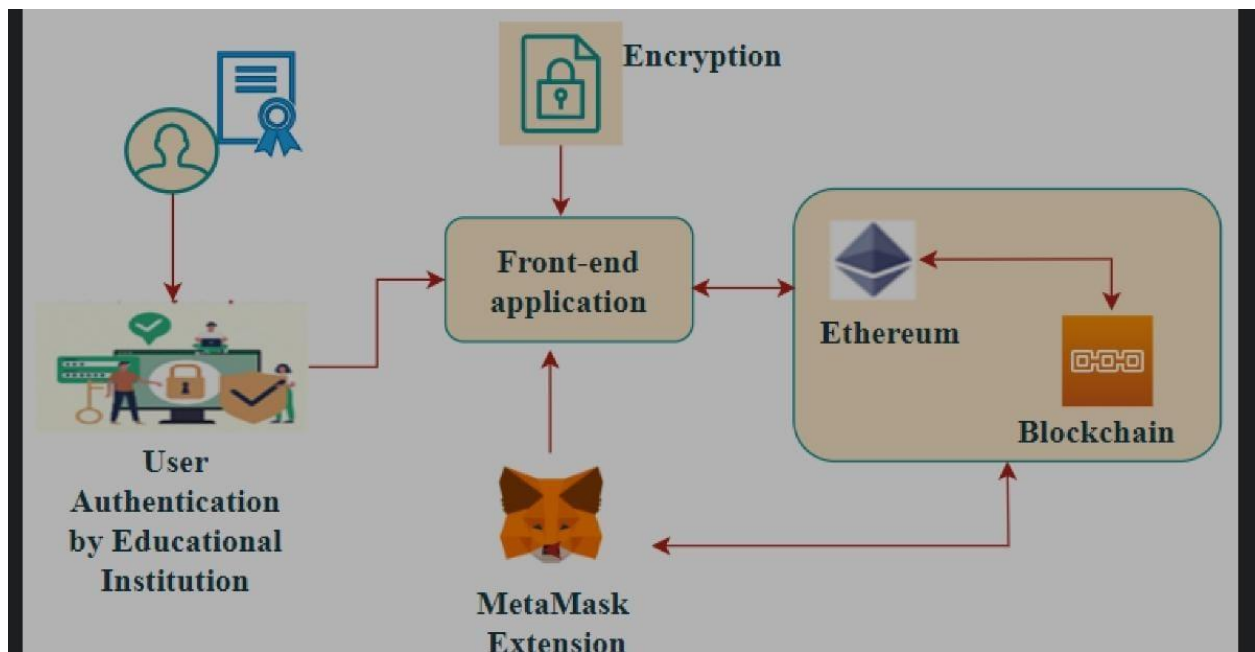 Encryption
Front-end
application
Ethereum
Blockchain
User
Authentication
by Educational
Institution
MetaMask
Extension